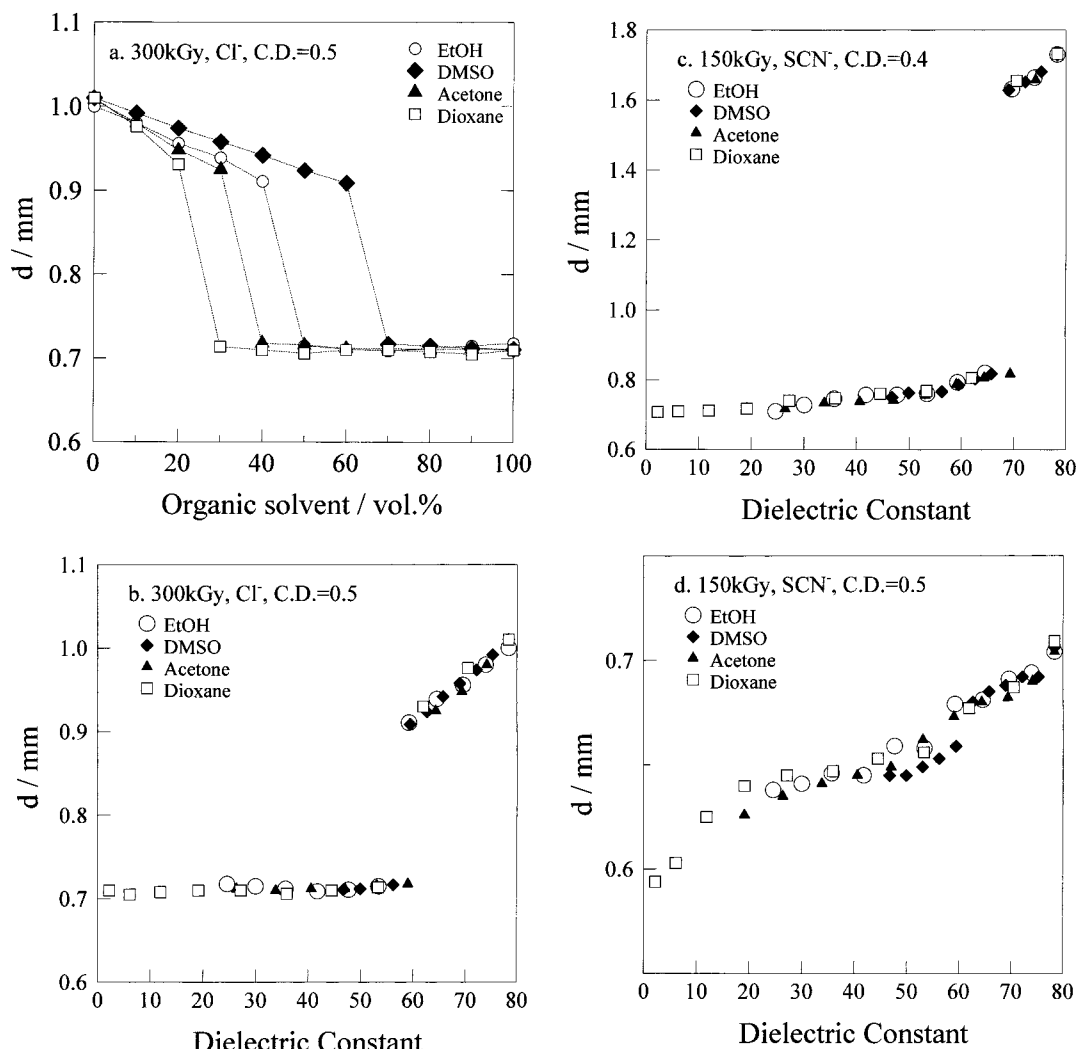 a. 300kGy, Cl⁻, C.D.=0.5
EtOH
DMSO
Acetone
Dioxane
1.1
1.0
0.9
0.8
0.7
0.6
d / mm
0 20 40 60 80 100
Organic solvent / vol.%
c. 150kGy, SCN⁻, C.D.=0.4
EtOH
DMSO
Acetone
Dioxane
1.8
1.6
1.4
1.2
1.0
0.8
0.6
d / mm
0 10 20 30 40 50 60 70 80
Dielectric Constant
b. 300kGy, Cl⁻, C.D.=0.5
EtOH
DMSO
Acetone
Dioxane
1.1
1.0
0.9
0.8
0.7
0.6
d / mm
0 10 20 30 40 50 60 70 80
Dielectric Constant
d. 150kGy, SCN⁻, C.D.=0.5
EtOH
DMSO
Acetone
Dioxane
0.7
0.6
d / mm
0 10 20 30 40 50 60 70 80
Dielectric Constant